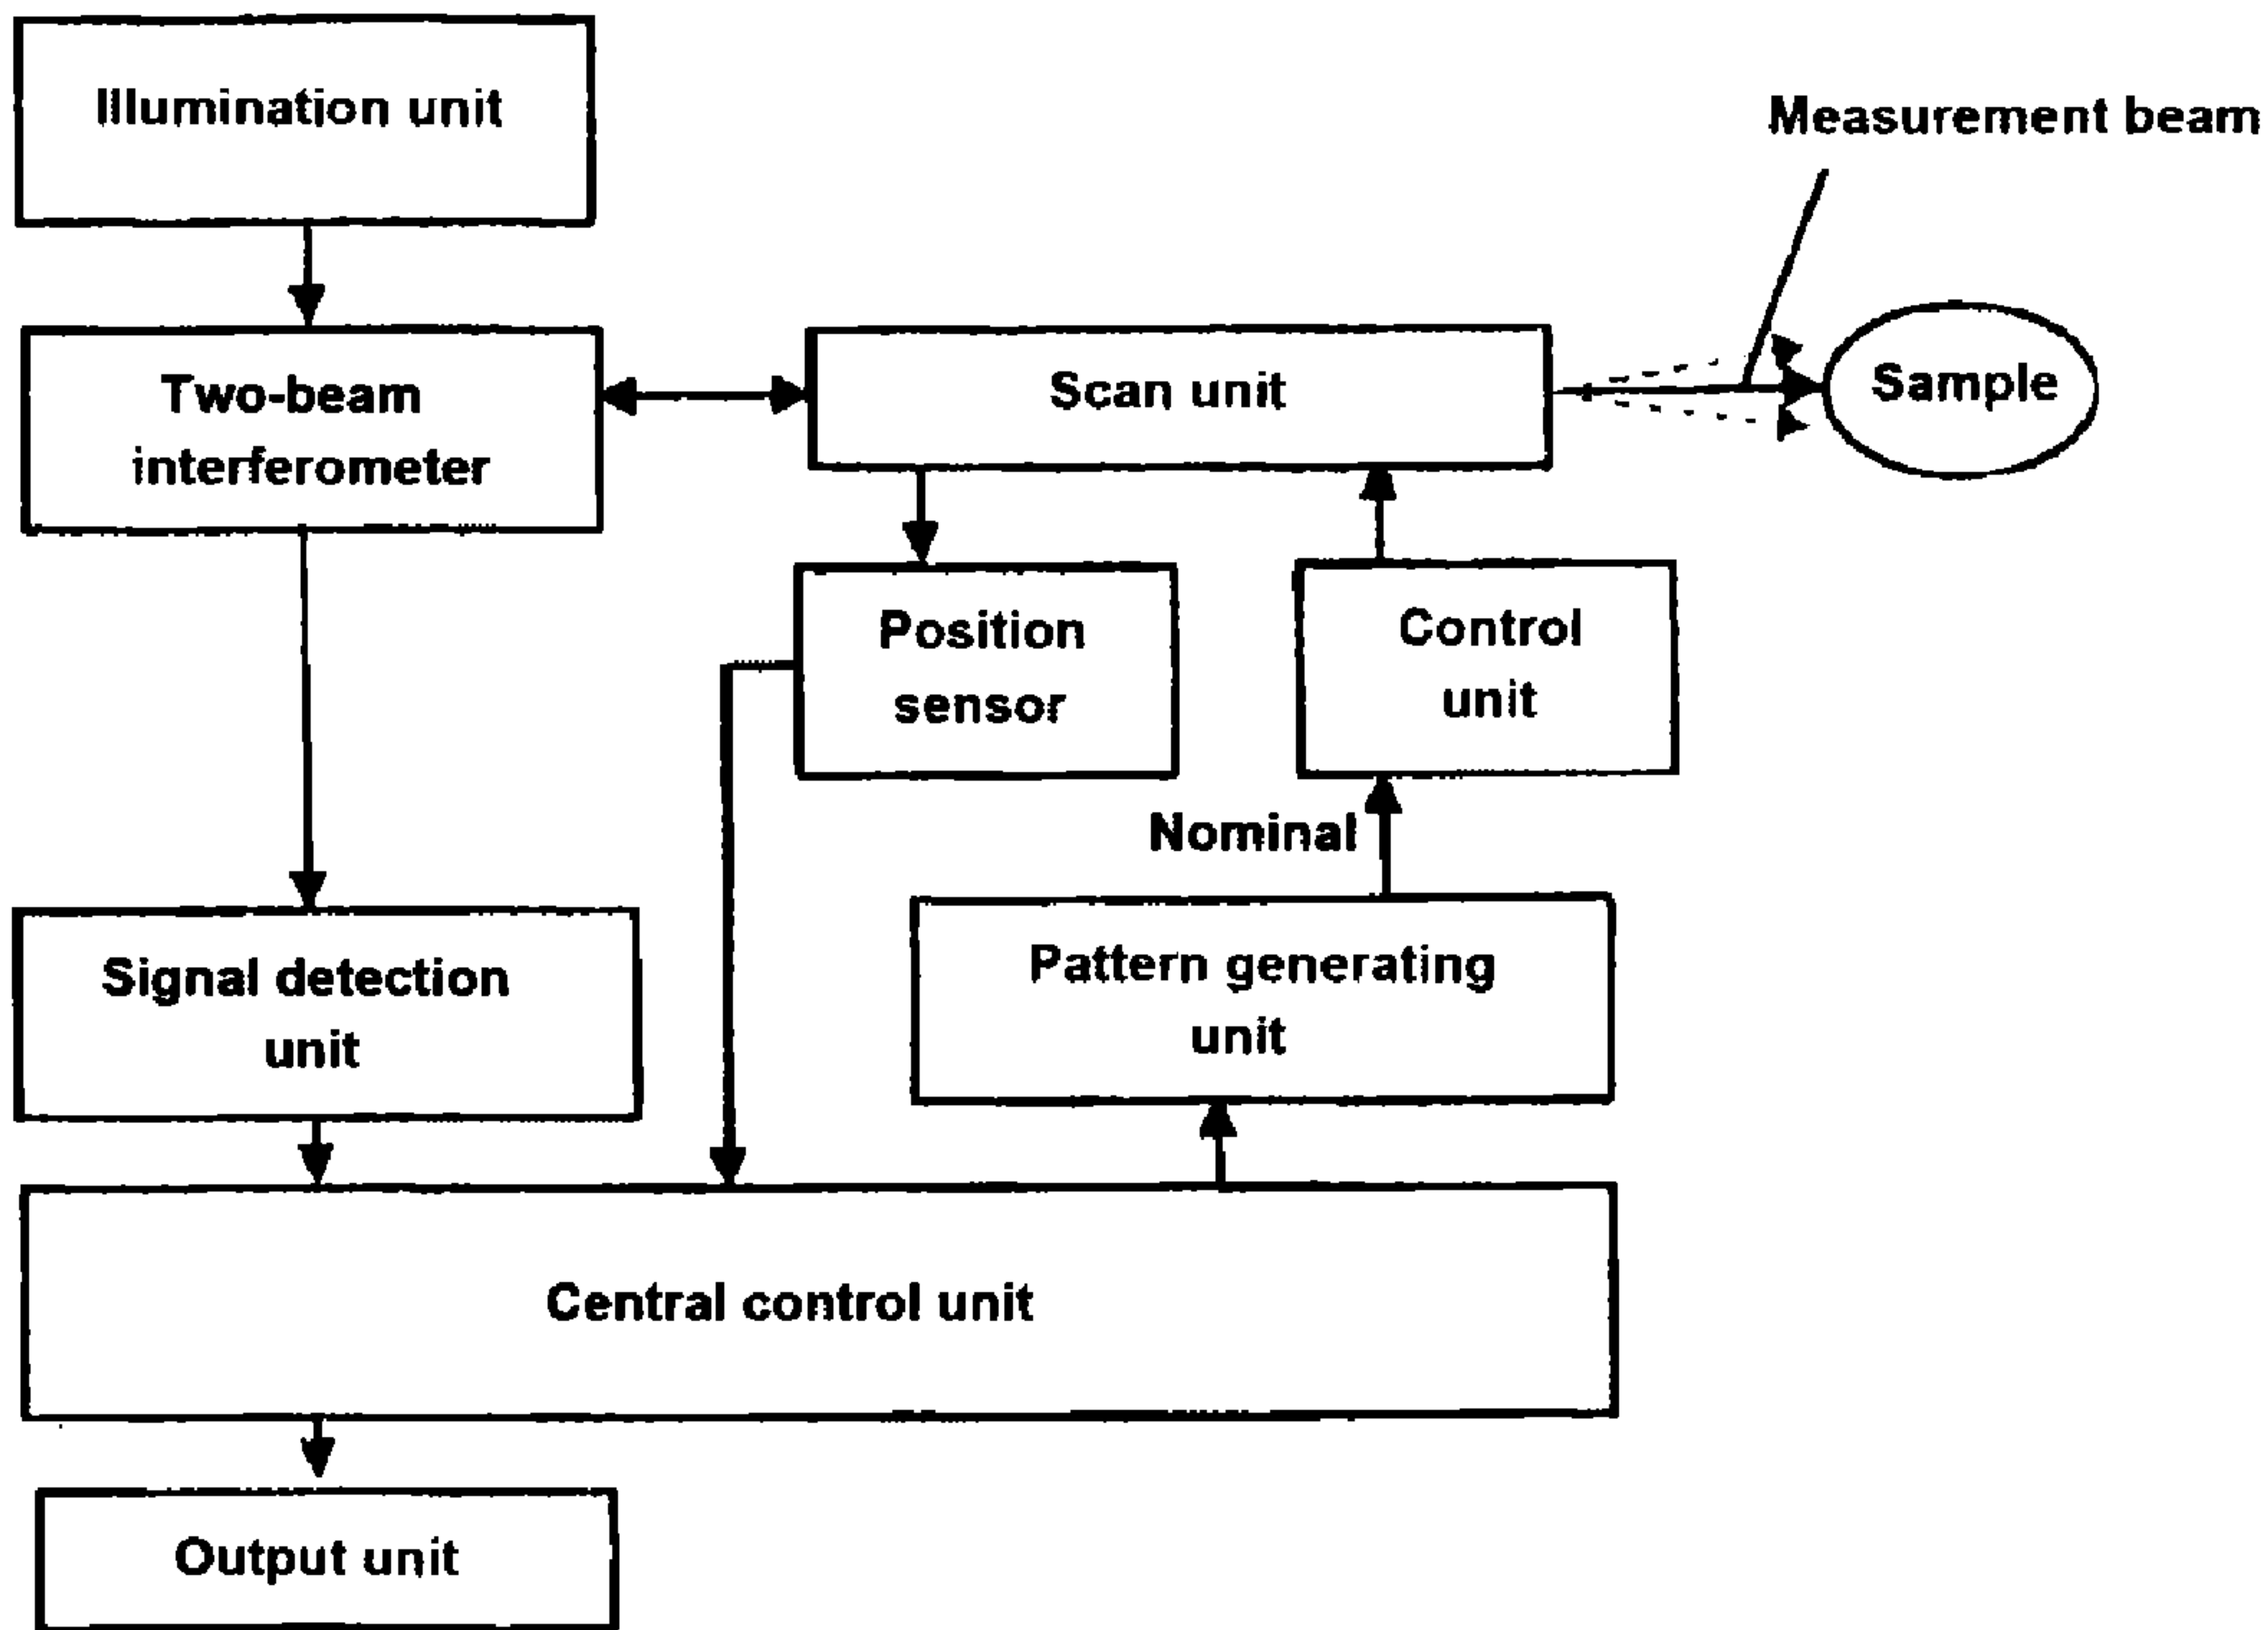 Illumination unit
Measurement beam
Two-beam
interferometer
Scan unit
Sample
Position
sensor
Control
unit
Nominal
Signal detection
unit
Pattern generating
unit
Central control unit
Output unit